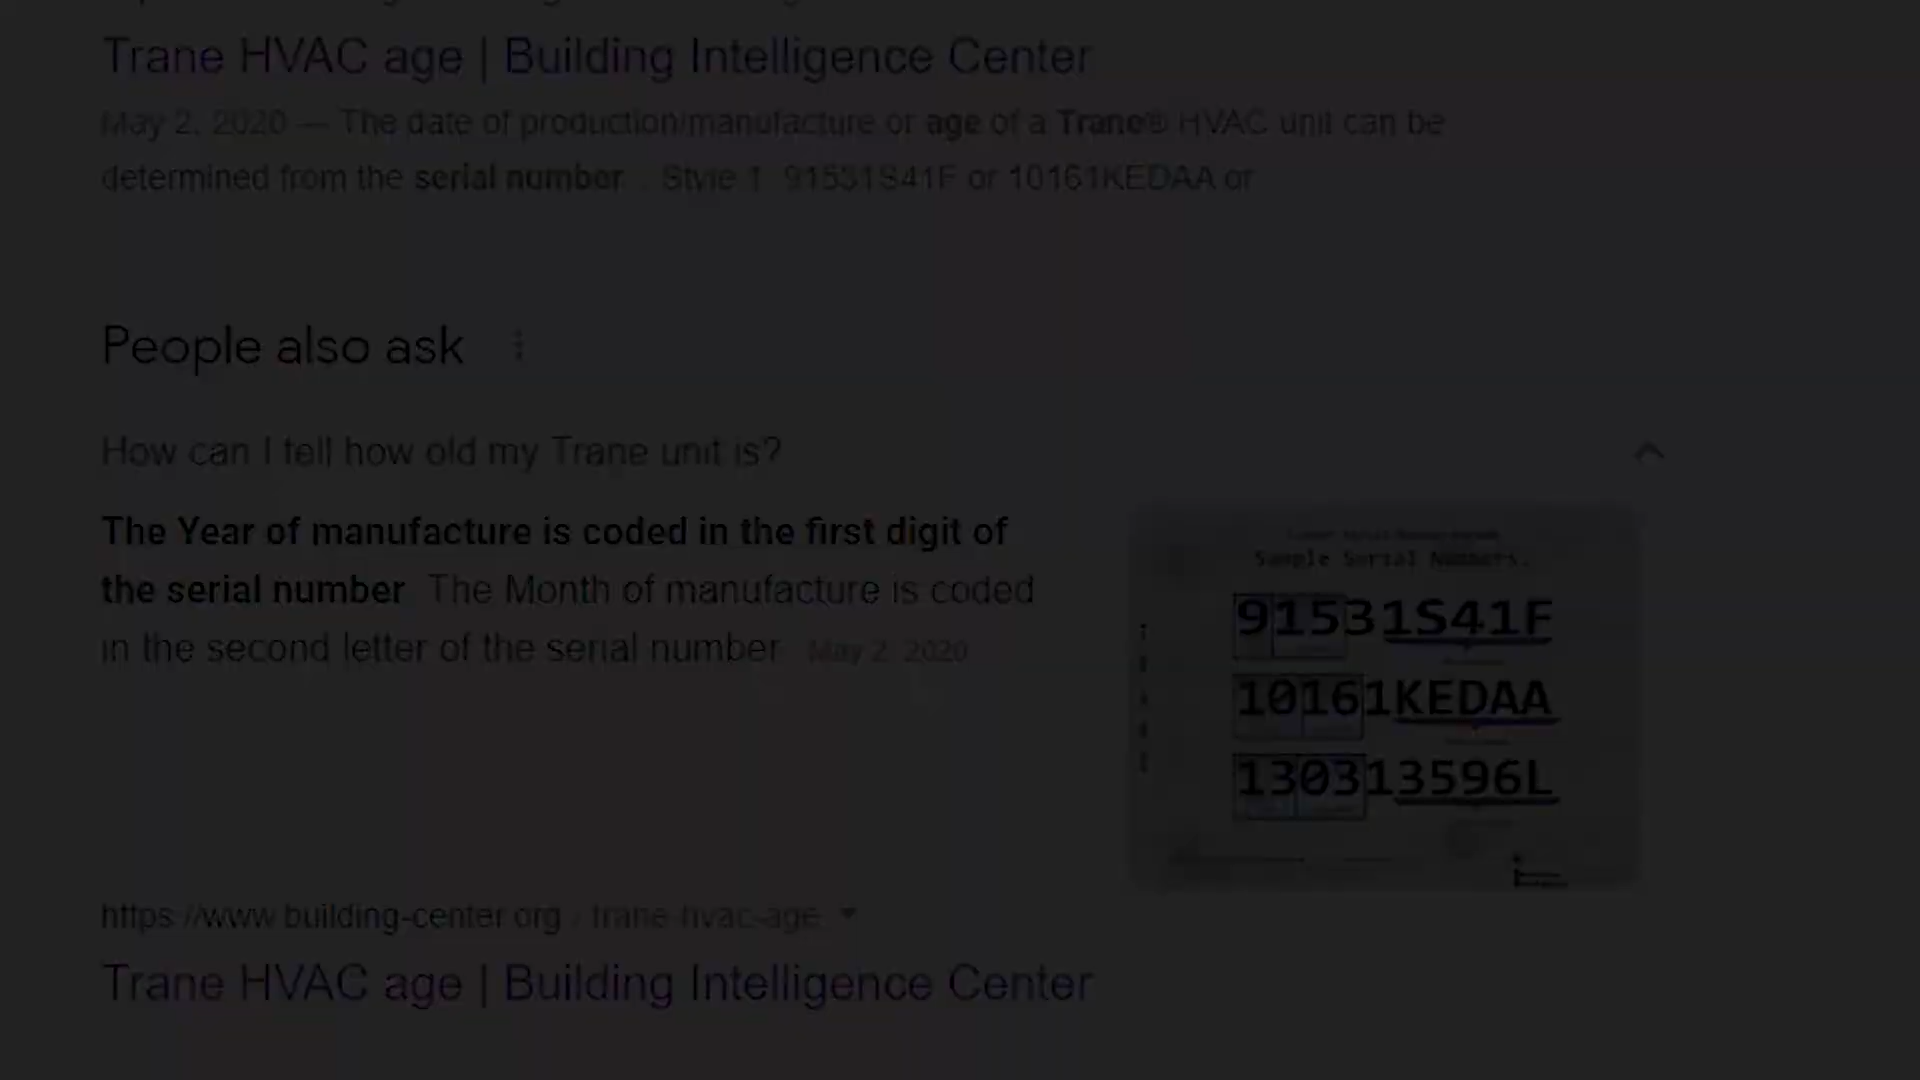 Trane HVAC age | Building Intelligence Center
May 2, 2020 — The date of production/manufacture or age of a Trane® HVAC unit can be
determined from the serial number. . Style 1: 91531S41F or 10161KEDAA or
People also ask
How can I tell how old my Trane unit is?
The Year of manufacture is coded in the first digit of
the serial number. The Month of manufacture is coded
in the second letter of the serial number. May 2, 2020
Sample Serial Numbers.
91531S41F
10161KEDAA
130313596L
https://www.building-center.org › trane-hvac-age
Trane HVAC age | Building Intelligence Center